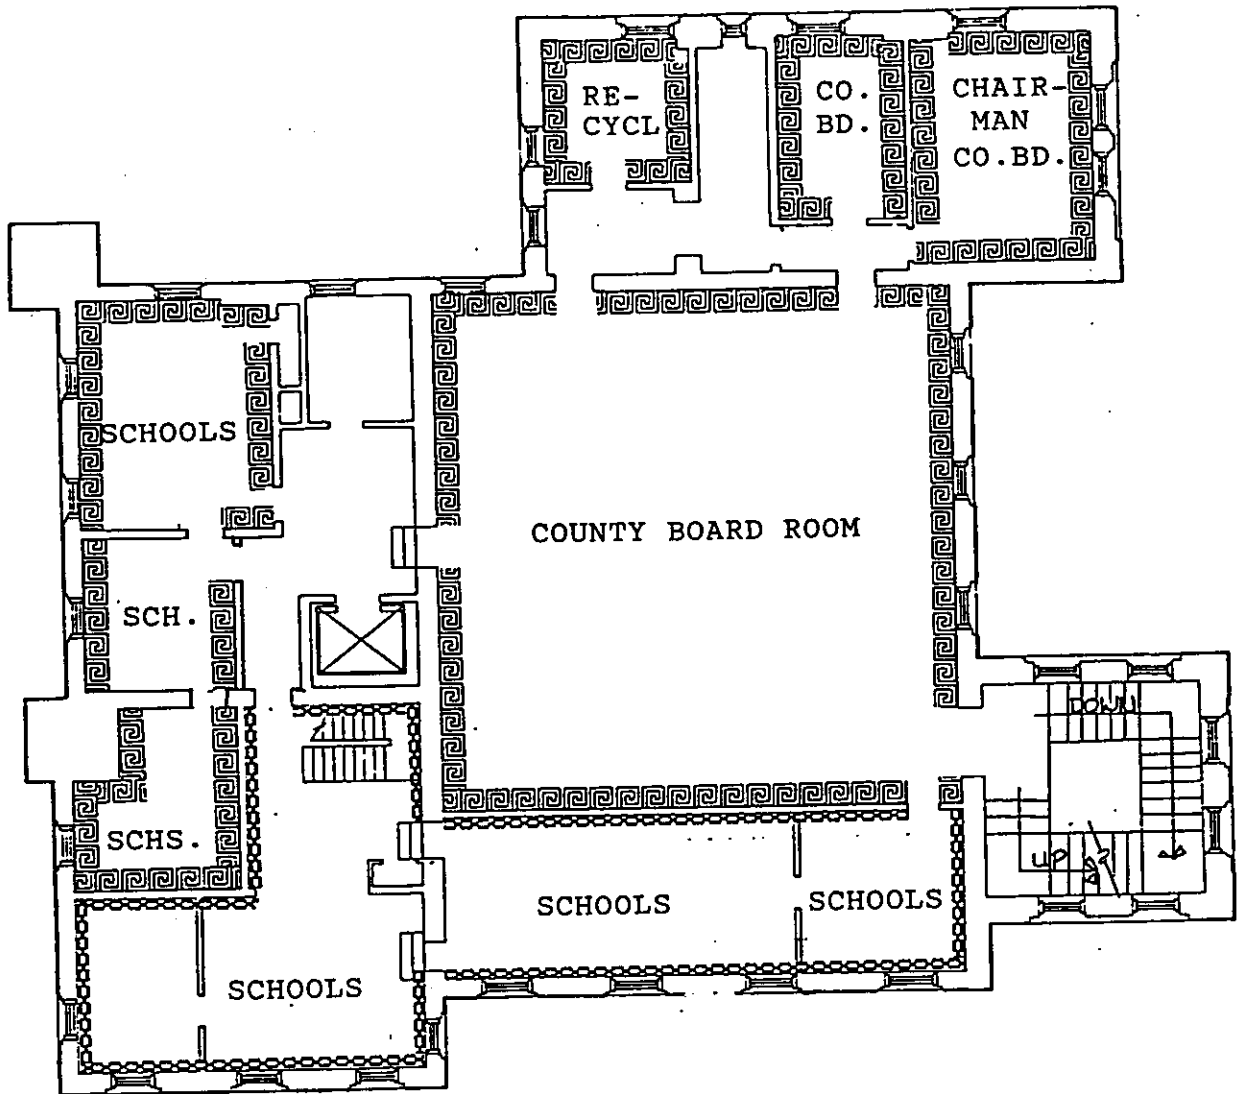 RE-
CYCL
CO.
BD.
CHAIR-
MAN
CO.BD.
SCHOOLS
COUNTY BOARD ROOM
SCH.
DOWN
SCHS.
UP
SCHOOLS
SCHOOLS
SCHOOLS